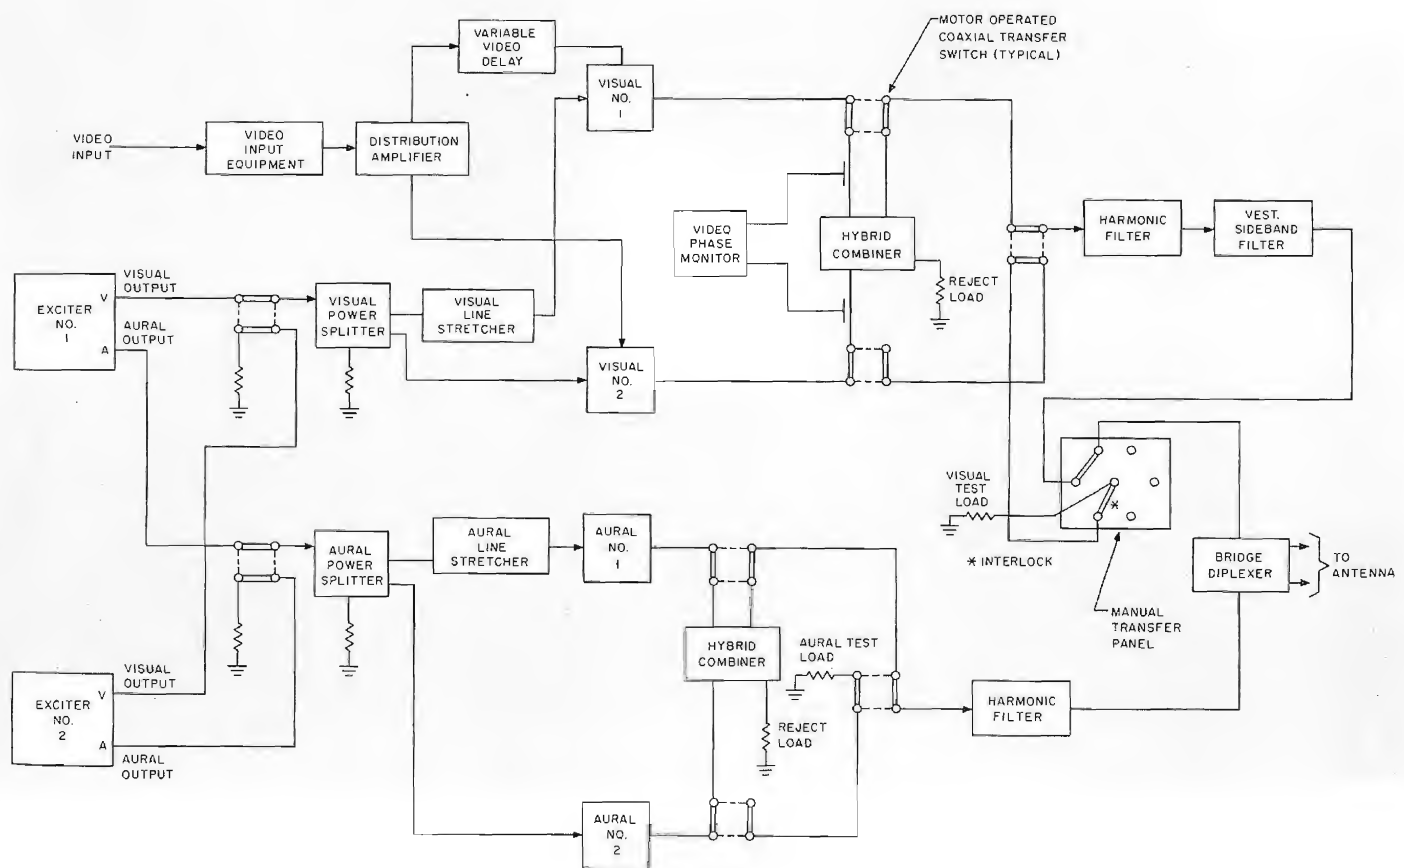 MOTOR OPERATED
COAXIAL TRANSFER
SWITCH (TYPICAL)
VARIABLE
VIDEO
DELAY
VISUAL
NO.
1
VIDEO
INPUT
VIDEO
INPUT
EQUIPMENT
DISTRIBUTION
AMPLIFIER
VIDEO
PHASE
MONITOR
HYBRID
COMBINER
REJECT
LOAD
HARMONIC
FILTER
VEST.
SIDEBAND
FILTER
EXCITER
NO.
1
V
A
VISUAL
OUTPUT
AURAL
OUTPUT
VISUAL
POWER
SPLITTER
VISUAL
LINE
STRETCHER
VISUAL
NO.
2
VISUAL
TEST
LOAD
*
* INTERLOCK
MANUAL
TRANSFER
PANEL
BRIDGE
DIPLEXER
TO
ANTENNA
AURAL
POWER
SPLITTER
AURAL
LINE
STRETCHER
AURAL
NO.
1
HYBRID
COMBINER
AURAL TEST
LOAD
REJECT
LOAD
HARMONIC
FILTER
EXCITER
NO.
2
V
A
VISUAL
OUTPUT
AURAL
OUTPUT
AURAL
NO.
2